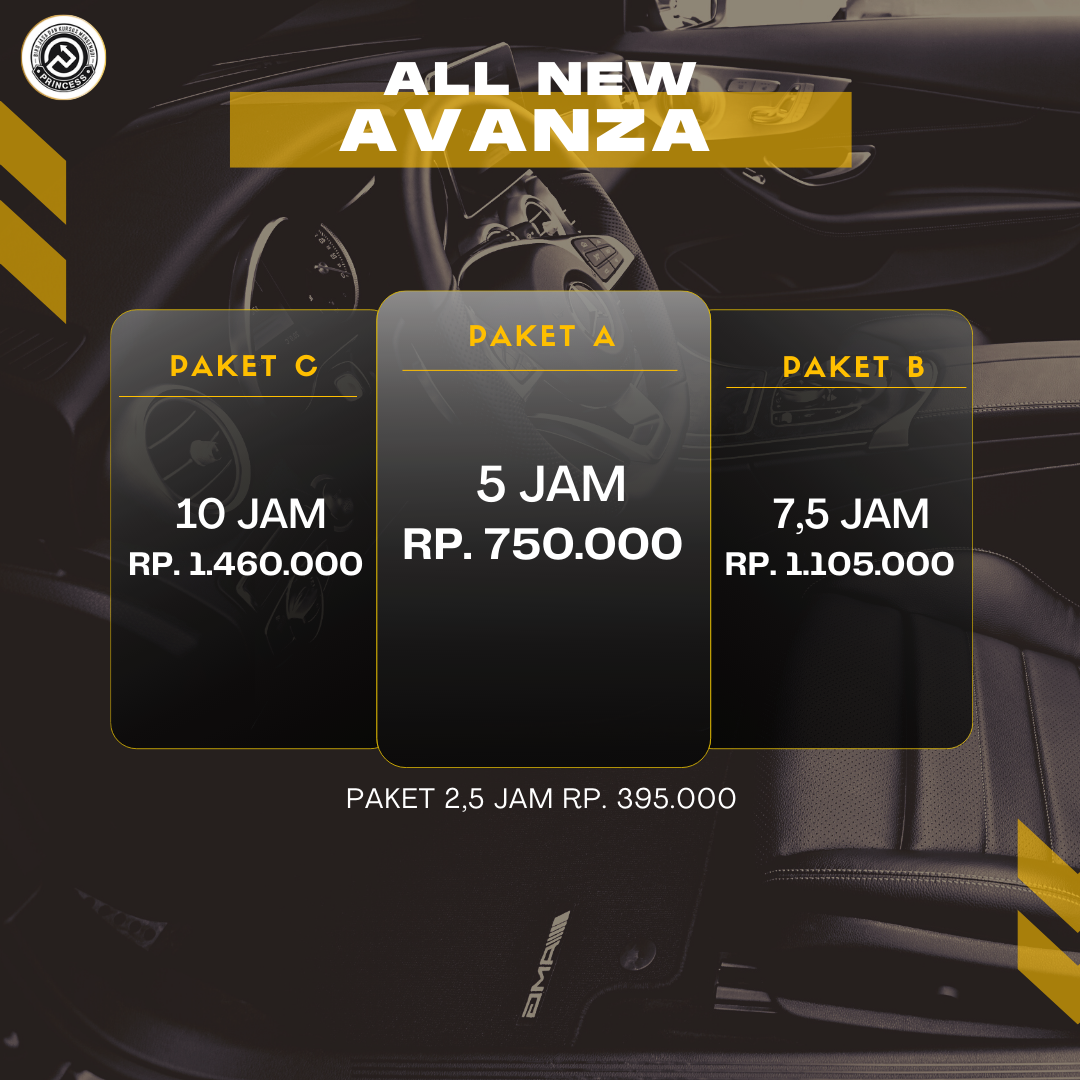 PRINCESS
ALL NEW
AVANZA
PAKET C
10 JAM
RP. 1.460.000
PAKET A
5 JAM
RP. 750.000
PAKET B
7,5 JAM
RP. 1.105.000
PAKET 2,5 JAM RP. 395.000
AMG